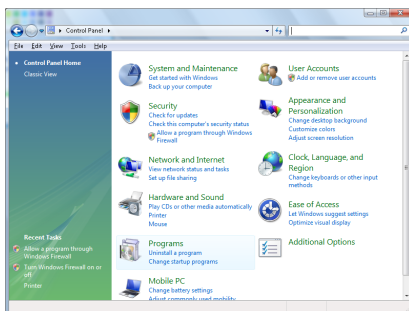 Control Panel
File Edit View Tools Help
Control Panel Home
Classic View
System and Maintenance
Get started with Windows
Back up your computer
Security
Check for updates
Check this computer's security status
Allow a program through Windows
Firewall
Network and Internet
View network status and tasks
Set up file sharing
Hardware and Sound
Play CDs or other media automatically
Printer
Mouse
Programs
Uninstall a program
Change startup programs
Mobile PC
Change battery settings
Adjust commonly used mobility
User Accounts
Add or remove user accounts
Appearance and
Personalization
Change desktop background
Customize colors
Adjust screen resolution
Clock, Language, and
Region
Change keyboards or other input
methods
Ease of Access
Let Windows suggest settings
Optimize visual display
Additional Options
Recent Tasks
Allow a program through
Windows Firewall
Turn Windows Firewall on or
off
Printer